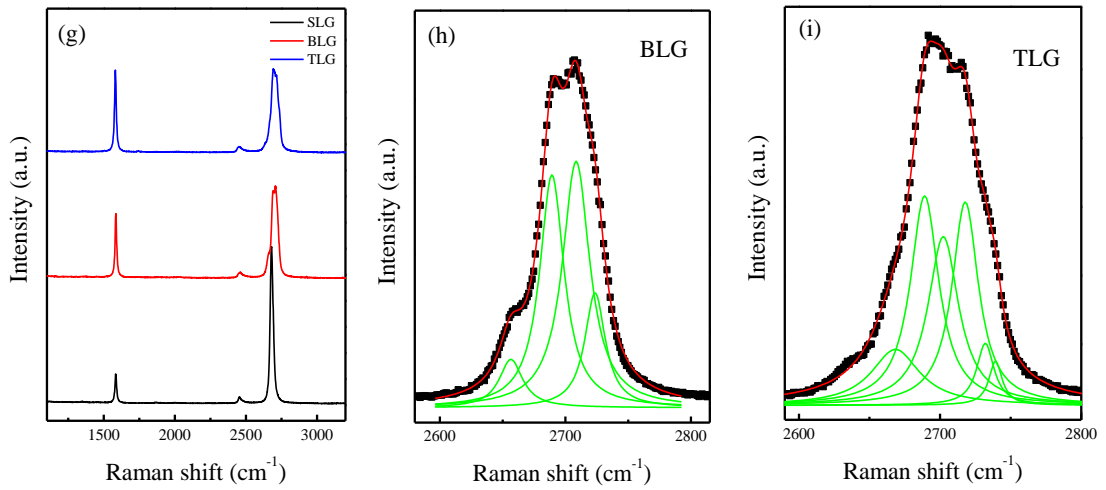 (g)
SLG
BLG
TLG
Intensity (a.u.)
1500 2000 2500 3000
Raman shift (cm⁻¹)
(h)
BLG
Intensity (a.u.)
2600 2700 2800
Raman shift (cm⁻¹)
(i)
TLG
Intensity (a.u.)
2600 2700 2800
Raman shift (cm⁻¹)